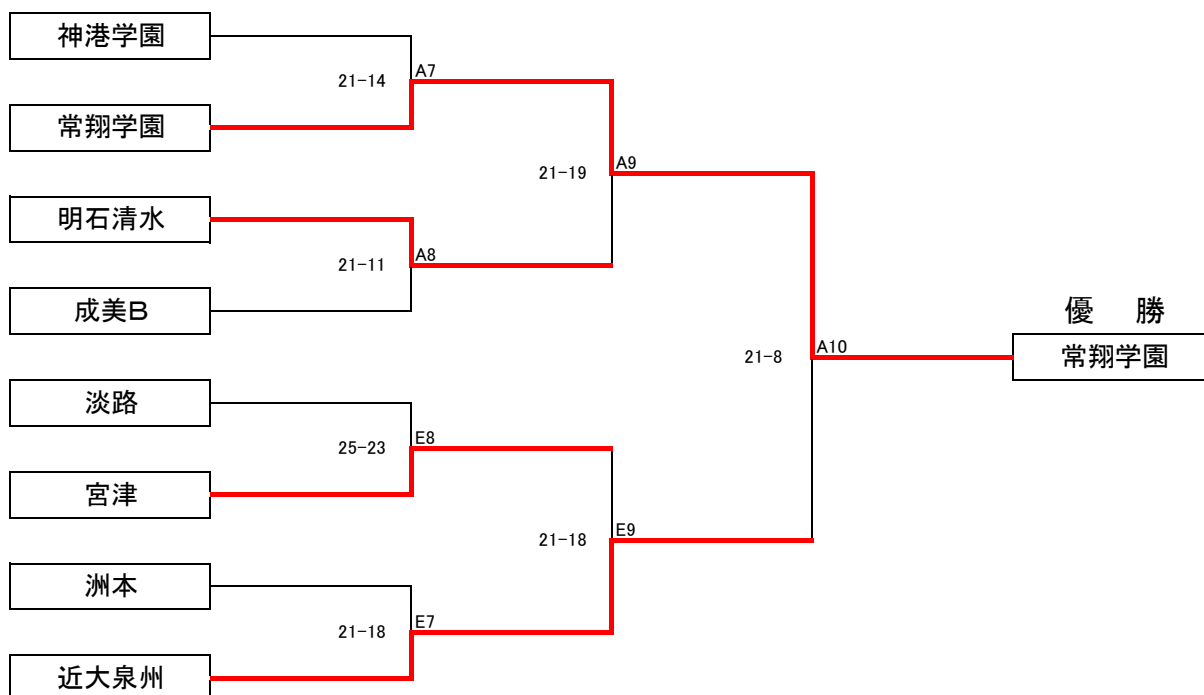 神港学園
A7
21-14
常翔学園
A9
21-19
明石清水
A8
21-11
成美B
優　勝
A10
21-8
常翔学園
淡路
E8
25-23
宮津
E9
21-18
洲本
E7
21-18
近大泉州